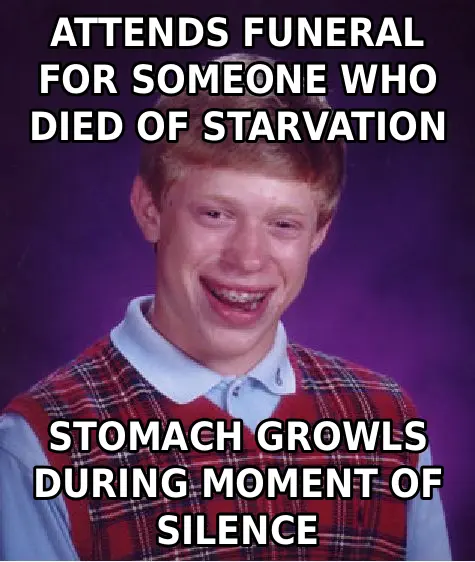 ATTENDS FUNERAL
FOR SOMEONE WHO
DIED OF STARVATION
STOMACH GROWLS
DURING MOMENT OF
SILENCE